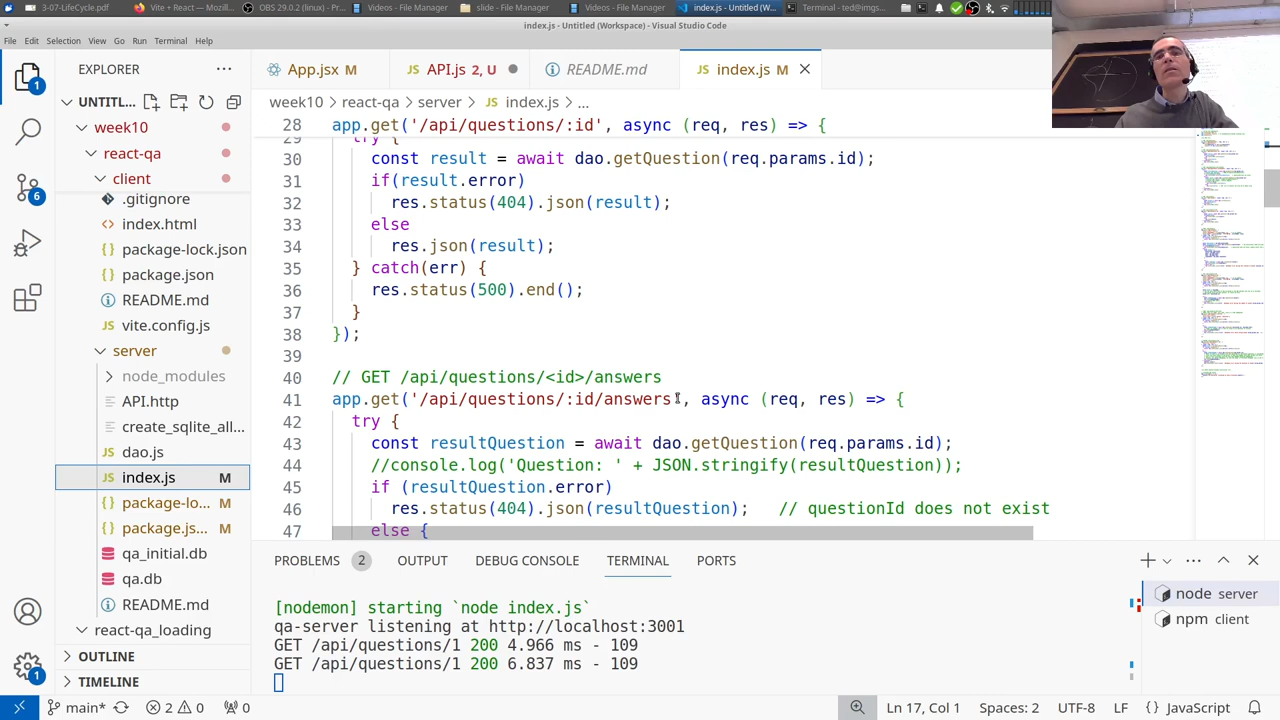 3-07-LifeCycle.pdf
Vite + React — Mozilla
OBS 29.0.2 (linux) - Pr...
Videos - File Manager
slide - File Manager
Videos - File Manager
index.js - Untitled (W...
Terminal - ted@ings...
index.js - Untitled (Workspace) - Visual Studio Code
File Edit Selection View Go Run Terminal Help
EXPLORER
App.jsx
API.js 2
README.md
index.js M
UNTITL...
week10 > react-qa > server > index.js > ...
week10
react-qa
client
.gitignore
index.html
package-lock.json
package.json
README.md
vite.config.js
server
node_modules
API.http
create_sqlite_all...
dao.js
index.js M
package-lo... M
package.js... M
qa_initial.db
qa.db
README.md
react-qa_loading
OUTLINE
TIMELINE
28 app.get('/api/questions/:id', async (req, res) => {
29 try {
30 const result = await dao.getQuestion(req.params.id);
31 if (result.error)
32 res.status(404).json(result);
33 else
34 res.json(result);
35 } catch(err) {
36 res.status(500).end();
37 }
38 });
39
40 // GET /api/questions/<id>/answers
41 app.get('/api/questions/:id/answers', async (req, res) => {
42 try {
43 const resultQuestion = await dao.getQuestion(req.params.id);
44 //console.log('Question: ' + JSON.stringify(resultQuestion));
45 if (resultQuestion.error)
46 res.status(404).json(resultQuestion); // questionId does not exist
47 else {
PROBLEMS 2 OUTPUT DEBUG CONSOLE TERMINAL PORTS
[nodemon] starting `node index.js`
qa-server listening at http://localhost:3001
GET /api/questions/1 200 4.966 ms - 109
GET /api/questions/1 200 6.837 ms - 109
node server
npm client
1
6
1
main* 2 0 0 Ln 17, Col 1 Spaces: 2 UTF-8 LF JavaScript